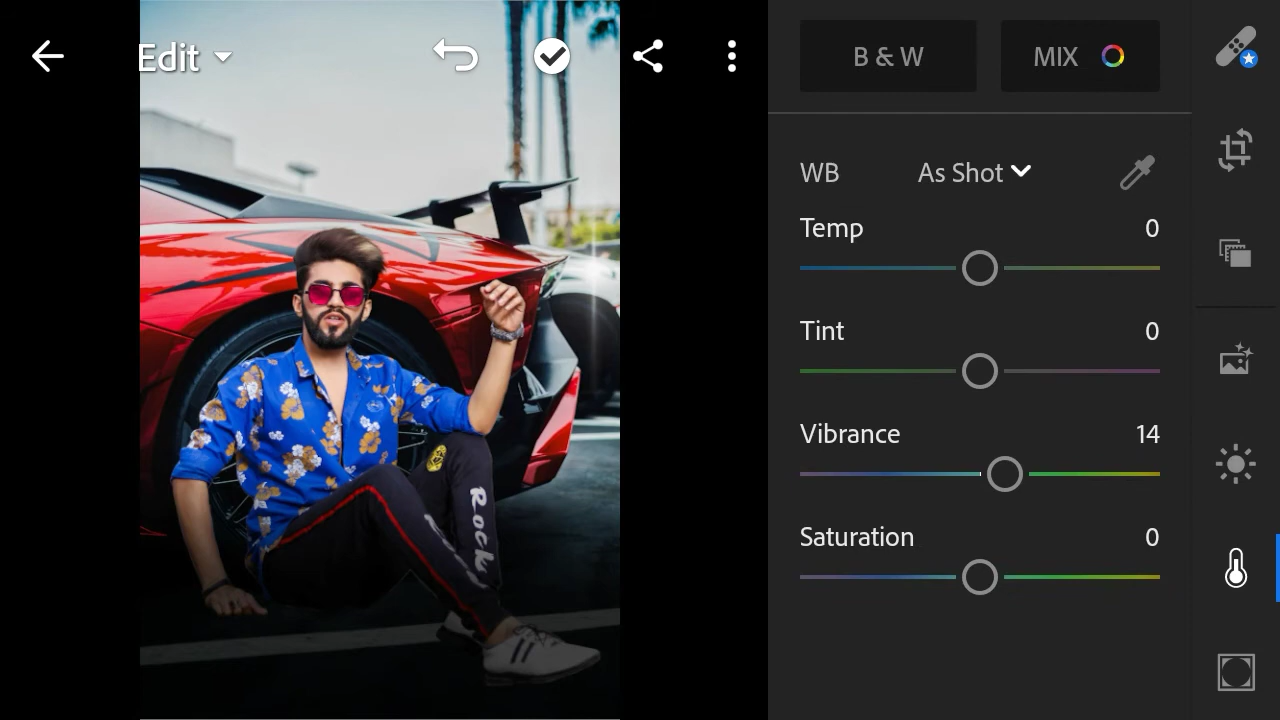 Edit
B & W
MIX
WB
As Shot
Temp
0
Tint
0
Vibrance
14
Saturation
0
Rock